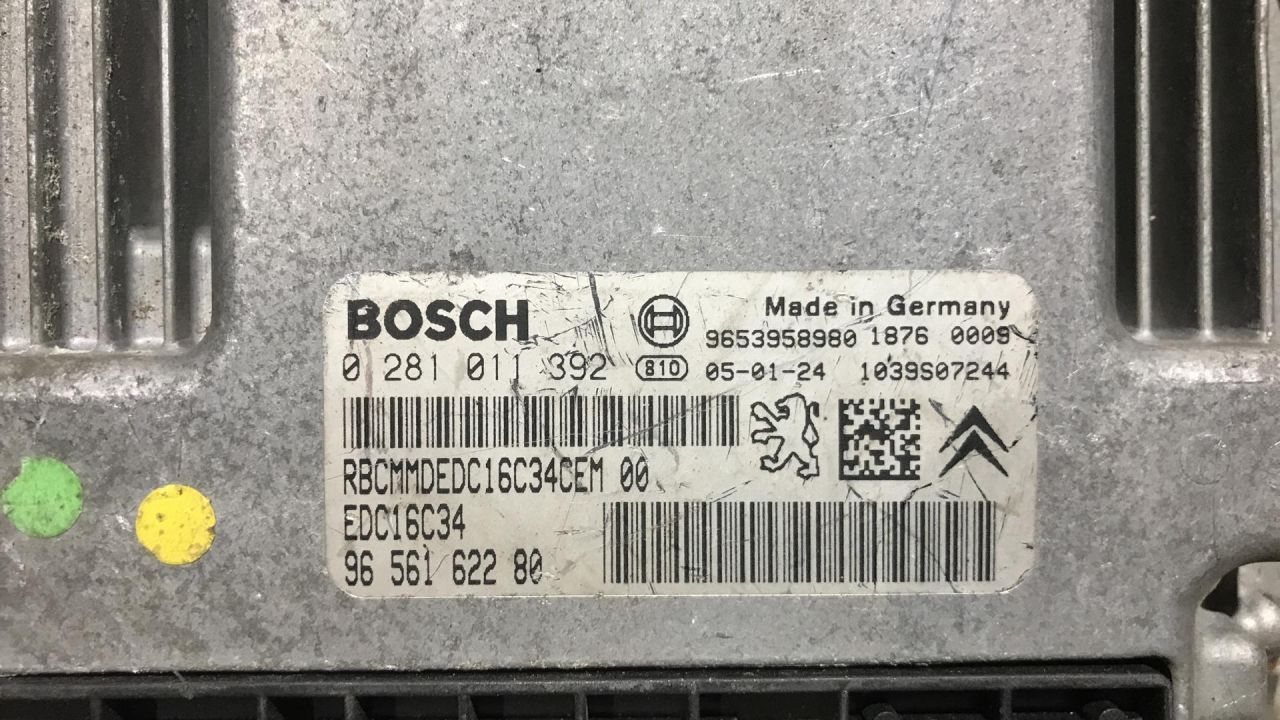 BOSCH
Made in Germany
9653958980 1876 0009
0 281 011 392
810
05-01-24 1039S07244
RBCMMDEDC16C34CEM 00
EDC16C34
96 561 622 80